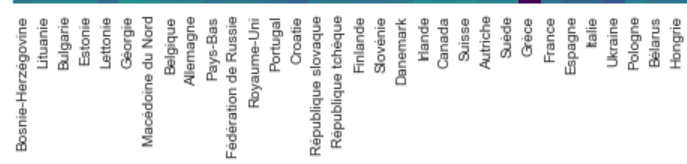 Bosnie-Herzégovine
Lituanie
Bulgarie
Estonie
Lettonie
Géorgie
Macédoine du Nord
Belgique
Allemagne
Pays-Bas
Fédération de Russie
Royaume-Uni
Portugal
Croatie
République slovaque
République tchèque
Finlande
Slovénie
Danemark
Irlande
Canada
Suisse
Autriche
Suède
Grèce
France
Espagne
Italie
Ukraine
Pologne
Bélarus
Hongrie